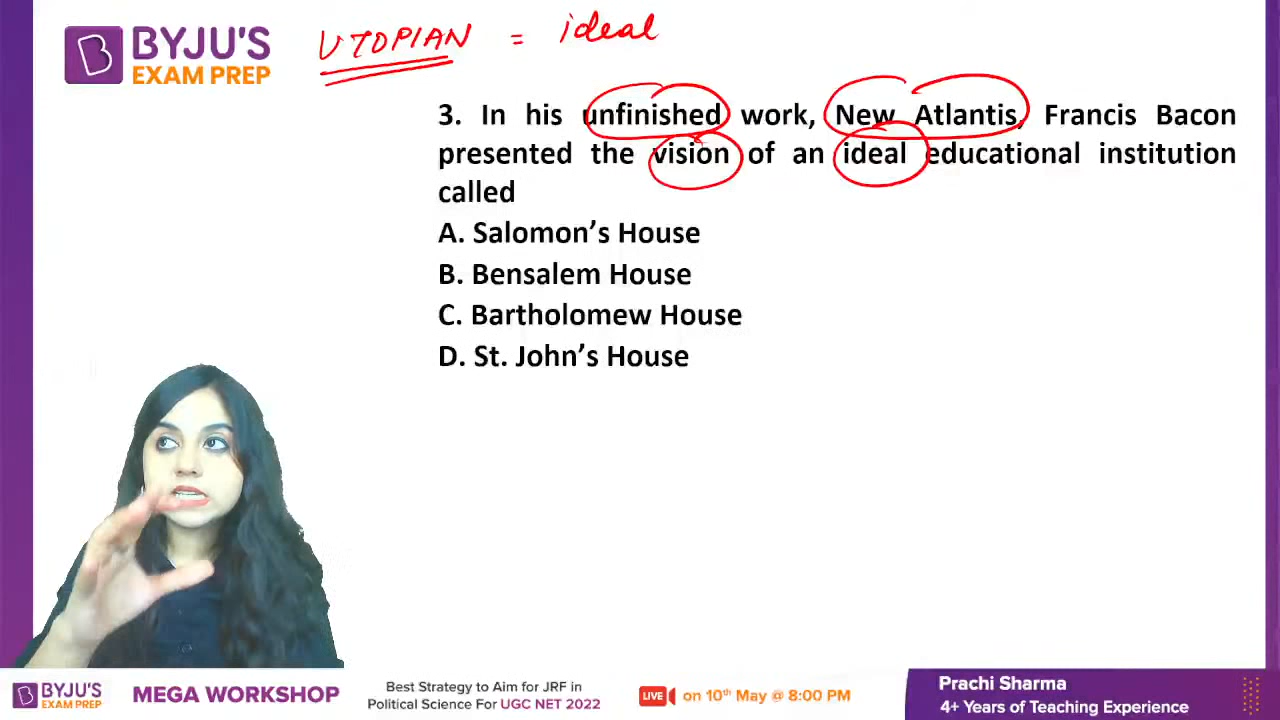 BYJU'S
EXAM PREP
UTOPIAN = ideal
3. In his unfinished work, New Atlantis, Francis Bacon
presented the vision of an ideal educational institution
called
A. Salomon's House
B. Bensalem House
C. Bartholomew House
D. St. John's House
BYJU'S
EXAM PREP
MEGA WORKSHOP
Best Strategy to Aim for JRF in
Political Science For UGC NET 2022
LIVE
on 10th May @ 8:00 PM
Prachi Sharma
4+ Years of Teaching Experience